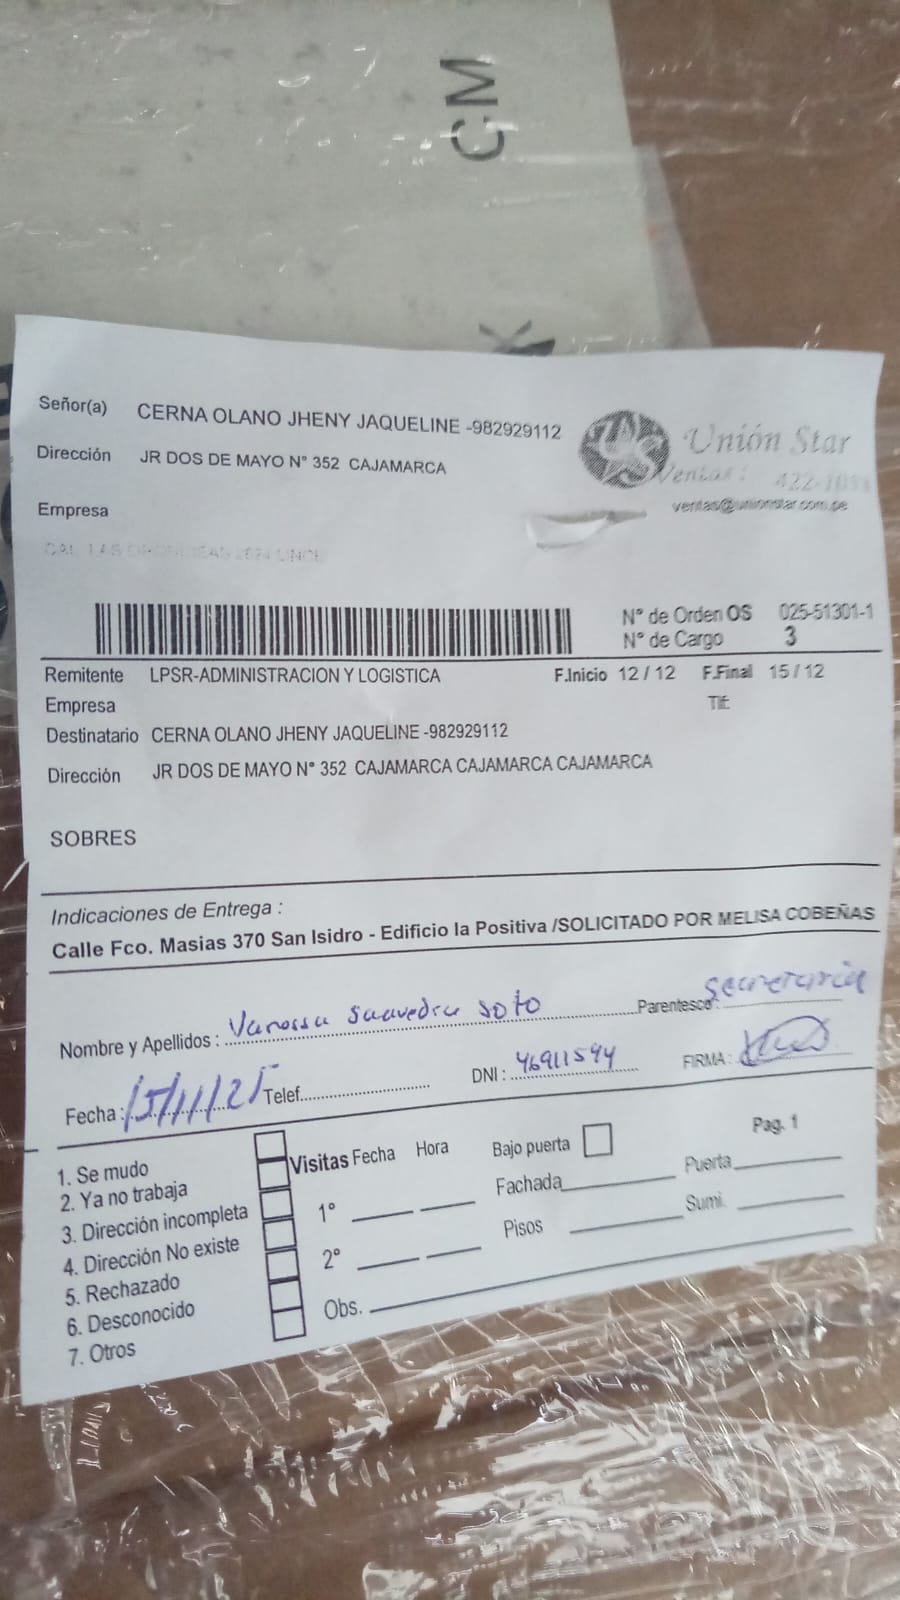 CM
Señor(a) CERNA OLANO JHENY JAQUELINE -982929112
Unión Star
Dirección JR DOS DE MAYO N° 352 CAJAMARCA
Ventas: 422-
ventas@unionstar.com.pe
Empresa
N° de Orden OS 025-51301-1
N° de Cargo 3
Remitente LPSR-ADMINISTRACION Y LOGISTICA F.Inicio 12 / 12 F.Final 15 / 12
Empresa Tlf:
Destinatario CERNA OLANO JHENY JAQUELINE -982929112
Dirección JR DOS DE MAYO N° 352 CAJAMARCA CAJAMARCA CAJAMARCA
SOBRES
Indicaciones de Entrega :
Calle Fco. Masias 370 San Isidro - Edificio la Positiva /SOLICITADO POR MELISA COBEÑAS
Nombre y Apellidos : Vanessa Saavedra Soto Parentesco : secretaria
Fecha : 15/11/25 Telef. DNI : 46911594 FIRMA :
Pag. 1
1. Se mudo
2. Ya no trabaja
3. Dirección incompleta
4. Dirección No existe
5. Rechazado
6. Desconocido
7. Otros
Visitas Fecha Hora Bajo puerta
1° Fachada Puerta
2° Pisos Sumi.
Obs.